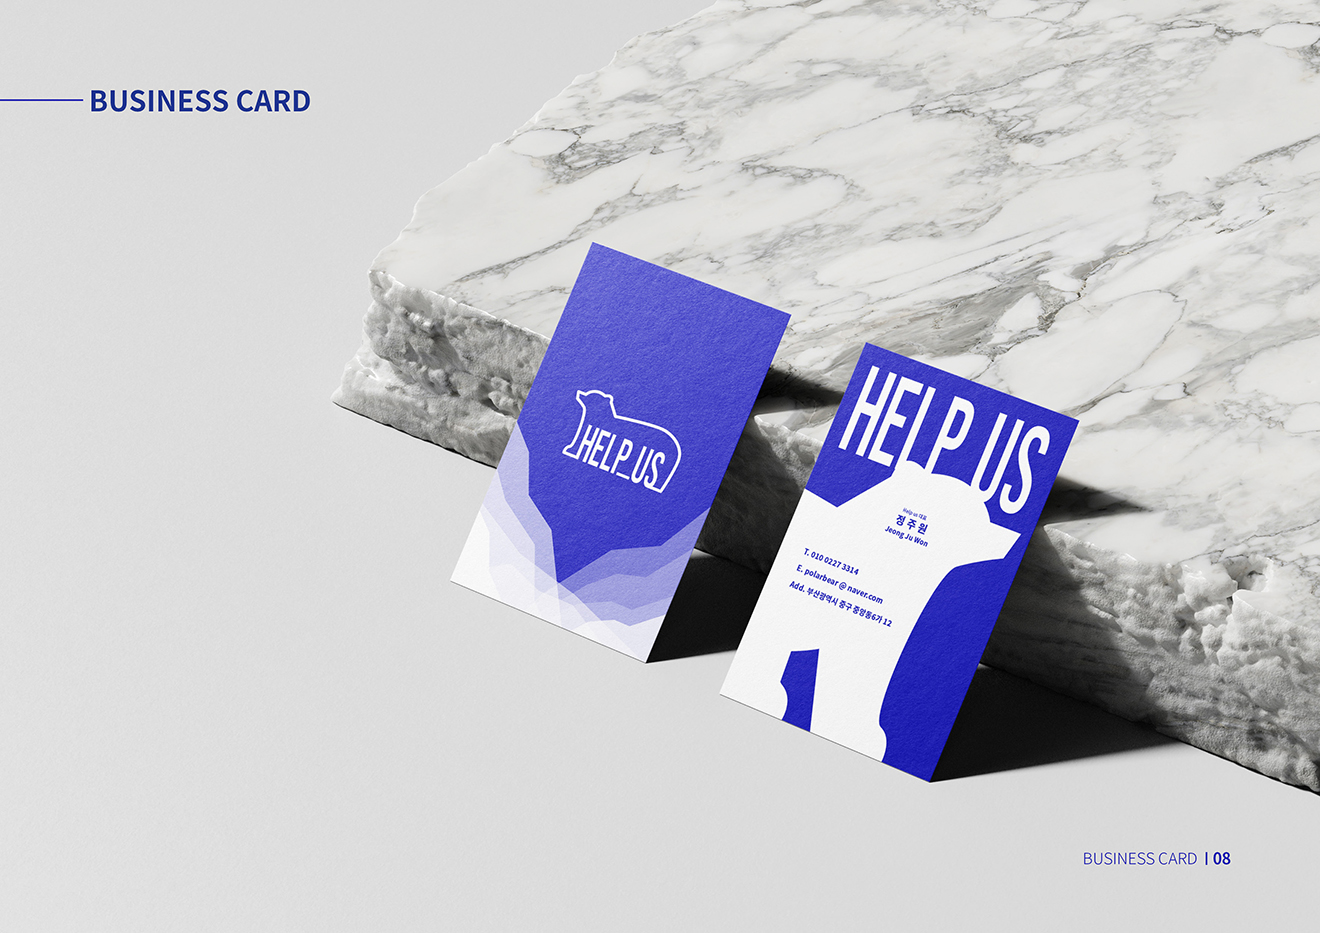 BUSINESS CARD
HELP_US
HELP US
Help us 대표
정주원
Jeong Ju Won
T. 010 0227 3314
E. polarbear @ naver.com
Add. 부산광역시 중구 중앙동6가 12
BUSINESS CARD | 08